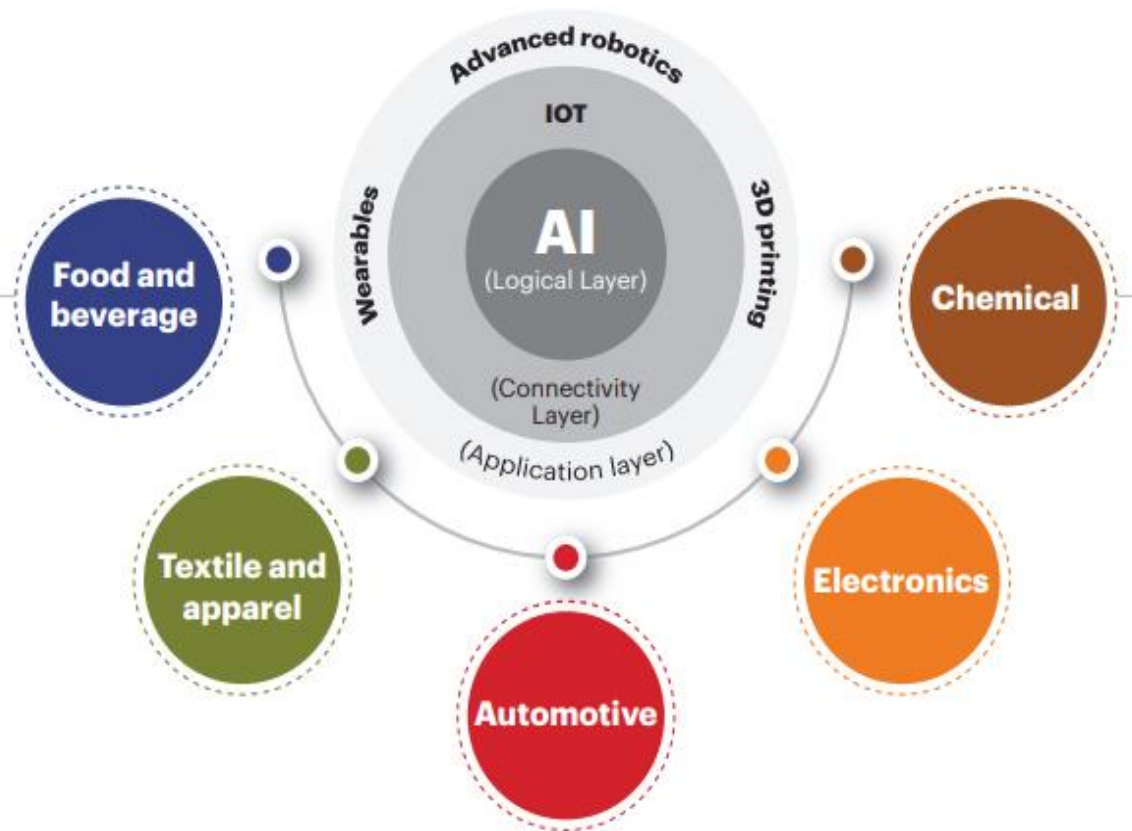 Advanced robotics
IOT
Wearables
3D printing
AI
(Logical Layer)
(Connectivity
Layer)
(Application layer)
Food and
beverage
Chemical
Textile and
apparel
Electronics
Automotive